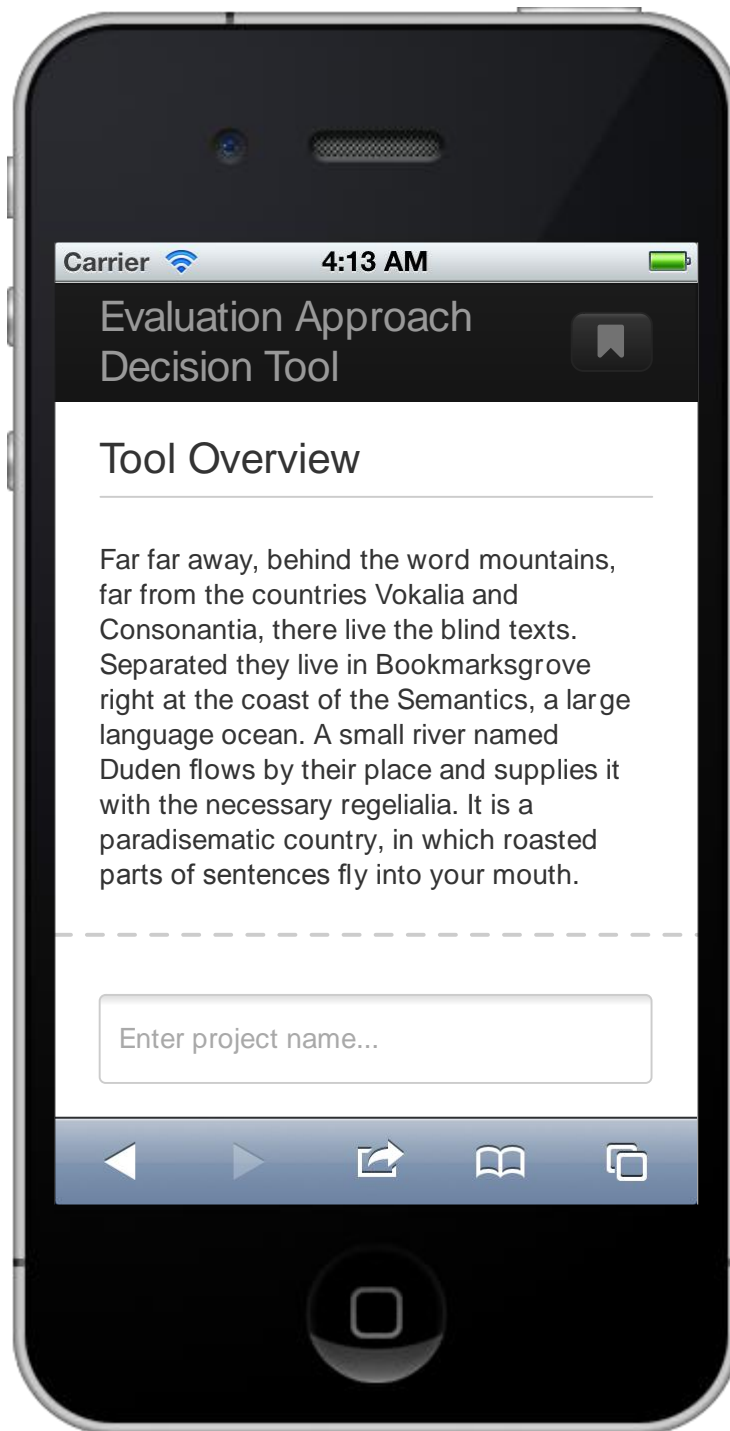 Carrier 4:13 AM
Evaluation Approach
Decision Tool
Tool Overview
Far far away, behind the word mountains,
far from the countries Vokalia and
Consonantia, there live the blind texts.
Separated they live in Bookmarksgrove
right at the coast of the Semantics, a large
language ocean. A small river named
Duden flows by their place and supplies it
with the necessary regelialia. It is a
paradisematic country, in which roasted
parts of sentences fly into your mouth.
Enter project name...